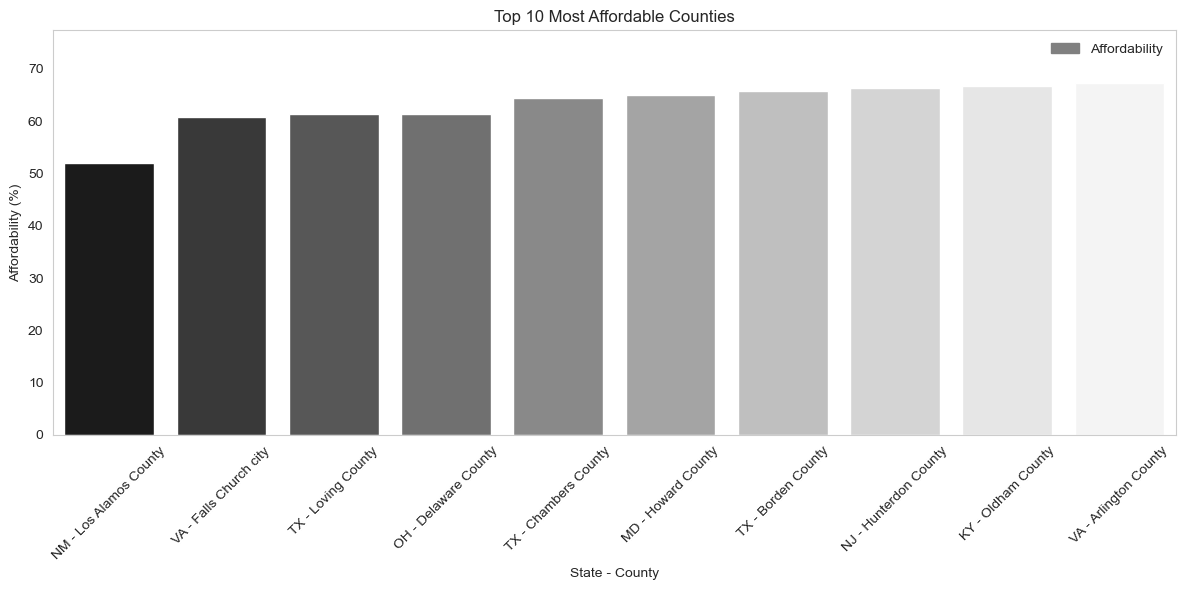 Top 10 Most Affordable Counties
Affordability
Affordability (%)
70
60
50
40
30
20
10
0
NM - Los Alamos County
VA - Falls Church city
TX - Loving County
OH - Delaware County
TX - Chambers County
MD - Howard County
TX - Borden County
NJ - Hunterdon County
KY - Oldham County
VA - Arlington County
State - County